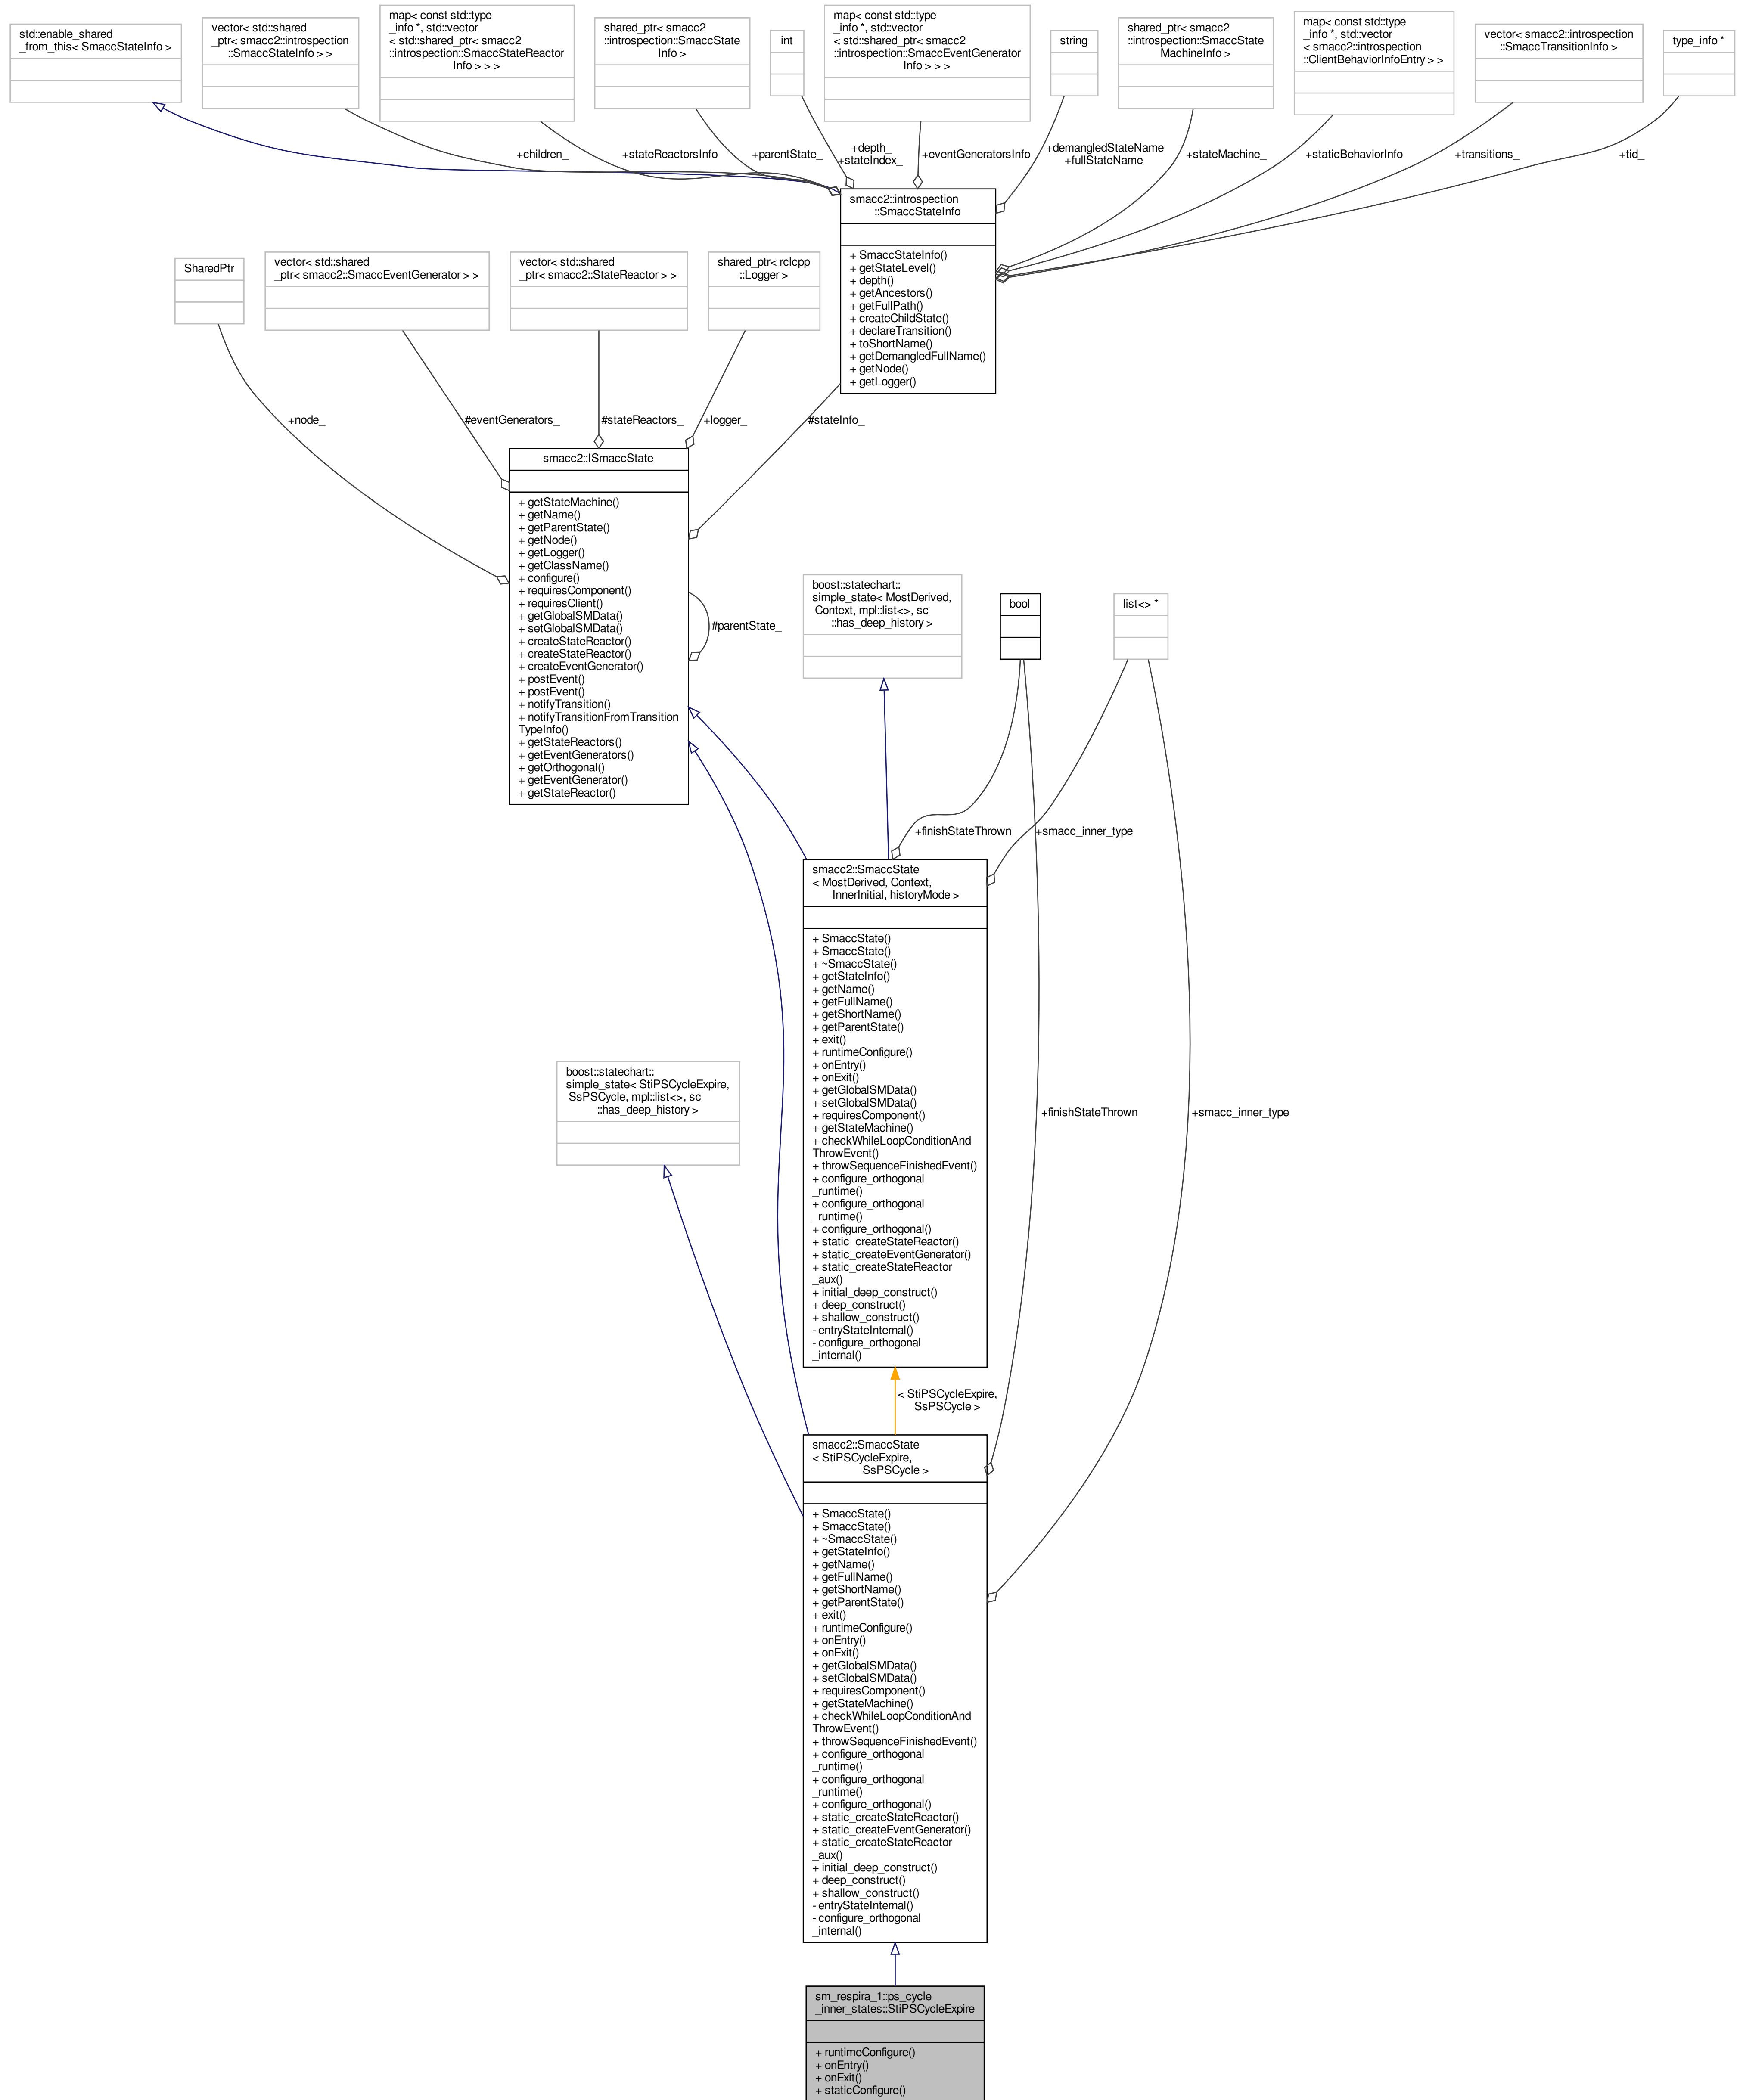 std::enable_shared
_from_this< SmaccStateInfo >
vector< std::shared
_ptr< smacc2::introspection
::SmaccStateInfo > >
map< const std::type
_info *, std::vector
< std::shared_ptr< smacc2
::introspection::SmaccStateReactor
Info > > >
shared_ptr< smacc2
::introspection::SmaccState
Info >
int
map< const std::type
_info *, std::vector
< std::shared_ptr< smacc2
::introspection::SmaccEventGenerator
Info > > >
string
shared_ptr< smacc2
::introspection::SmaccState
MachineInfo >
map< const std::type
_info *, std::vector
< smacc2::introspection
::ClientBehaviorInfoEntry > >
vector< smacc2::introspection
::SmaccTransitionInfo >
type_info *
+children_
+stateReactorsInfo
+parentState_
+depth_
+stateIndex_
+eventGeneratorsInfo
+demangledStateName
+fullStateName
+stateMachine_
+staticBehaviorInfo
+transitions_
+tid_
smacc2::introspection
::SmaccStateInfo
+ SmaccStateInfo()
+ getStateLevel()
+ depth()
+ getAncestors()
+ getFullPath()
+ createChildState()
+ declareTransition()
+ toShortName()
+ getDemangledFullName()
+ getNode()
+ getLogger()
SharedPtr
vector< std::shared
_ptr< smacc2::SmaccEventGenerator > >
vector< std::shared
_ptr< smacc2::StateReactor > >
shared_ptr< rclcpp
::Logger >
+node_
#eventGenerators_
#stateReactors_
+logger_
#stateInfo_
smacc2::ISmaccState
+ getStateMachine()
+ getName()
+ getParentState()
+ getNode()
+ getLogger()
+ getClassName()
+ configure()
+ requiresComponent()
+ requiresClient()
+ getGlobalSMData()
+ setGlobalSMData()
+ createStateReactor()
+ createStateReactor()
+ createEventGenerator()
+ postEvent()
+ postEvent()
+ notifyTransition()
+ notifyTransitionFromTransition
TypeInfo()
+ getStateReactors()
+ getEventGenerators()
+ getOrthogonal()
+ getEventGenerator()
+ getStateReactor()
#parentState_
boost::statechart::
simple_state< MostDerived,
Context, mpl::list<>, sc
::has_deep_history >
bool
list<> *
+finishStateThrown
+smacc_inner_type
smacc2::SmaccState
< MostDerived, Context,
InnerInitial, historyMode >
+ SmaccState()
+ SmaccState()
+ ~SmaccState()
+ getStateInfo()
+ getName()
+ getFullName()
+ getShortName()
+ getParentState()
+ exit()
+ runtimeConfigure()
+ onEntry()
+ onExit()
+ getGlobalSMData()
+ setGlobalSMData()
+ requiresComponent()
+ getStateMachine()
+ checkWhileLoopConditionAnd
ThrowEvent()
+ throwSequenceFinishedEvent()
+ configure_orthogonal
_runtime()
+ configure_orthogonal
_runtime()
+ configure_orthogonal()
+ static_createStateReactor()
+ static_createEventGenerator()
+ static_createStateReactor
_aux()
+ initial_deep_construct()
+ deep_construct()
+ shallow_construct()
- entryStateInternal()
- configure_orthogonal
_internal()
boost::statechart::
simple_state< StiPSCycleExpire,
SsPSCycle, mpl::list<>, sc
::has_deep_history >
+finishStateThrown
+smacc_inner_type
< StiPSCycleExpire,
SsPSCycle >
smacc2::SmaccState
< StiPSCycleExpire,
SsPSCycle >
+ SmaccState()
+ SmaccState()
+ ~SmaccState()
+ getStateInfo()
+ getName()
+ getFullName()
+ getShortName()
+ getParentState()
+ exit()
+ runtimeConfigure()
+ onEntry()
+ onExit()
+ getGlobalSMData()
+ setGlobalSMData()
+ requiresComponent()
+ getStateMachine()
+ checkWhileLoopConditionAnd
ThrowEvent()
+ throwSequenceFinishedEvent()
+ configure_orthogonal
_runtime()
+ configure_orthogonal
_runtime()
+ configure_orthogonal()
+ static_createStateReactor()
+ static_createEventGenerator()
+ static_createStateReactor
_aux()
+ initial_deep_construct()
+ deep_construct()
+ shallow_construct()
- entryStateInternal()
- configure_orthogonal
_internal()
sm_respira_1::ps_cycle
_inner_states::StiPSCycleExpire
+ runtimeConfigure()
+ onEntry()
+ onExit()
+ staticConfigure()